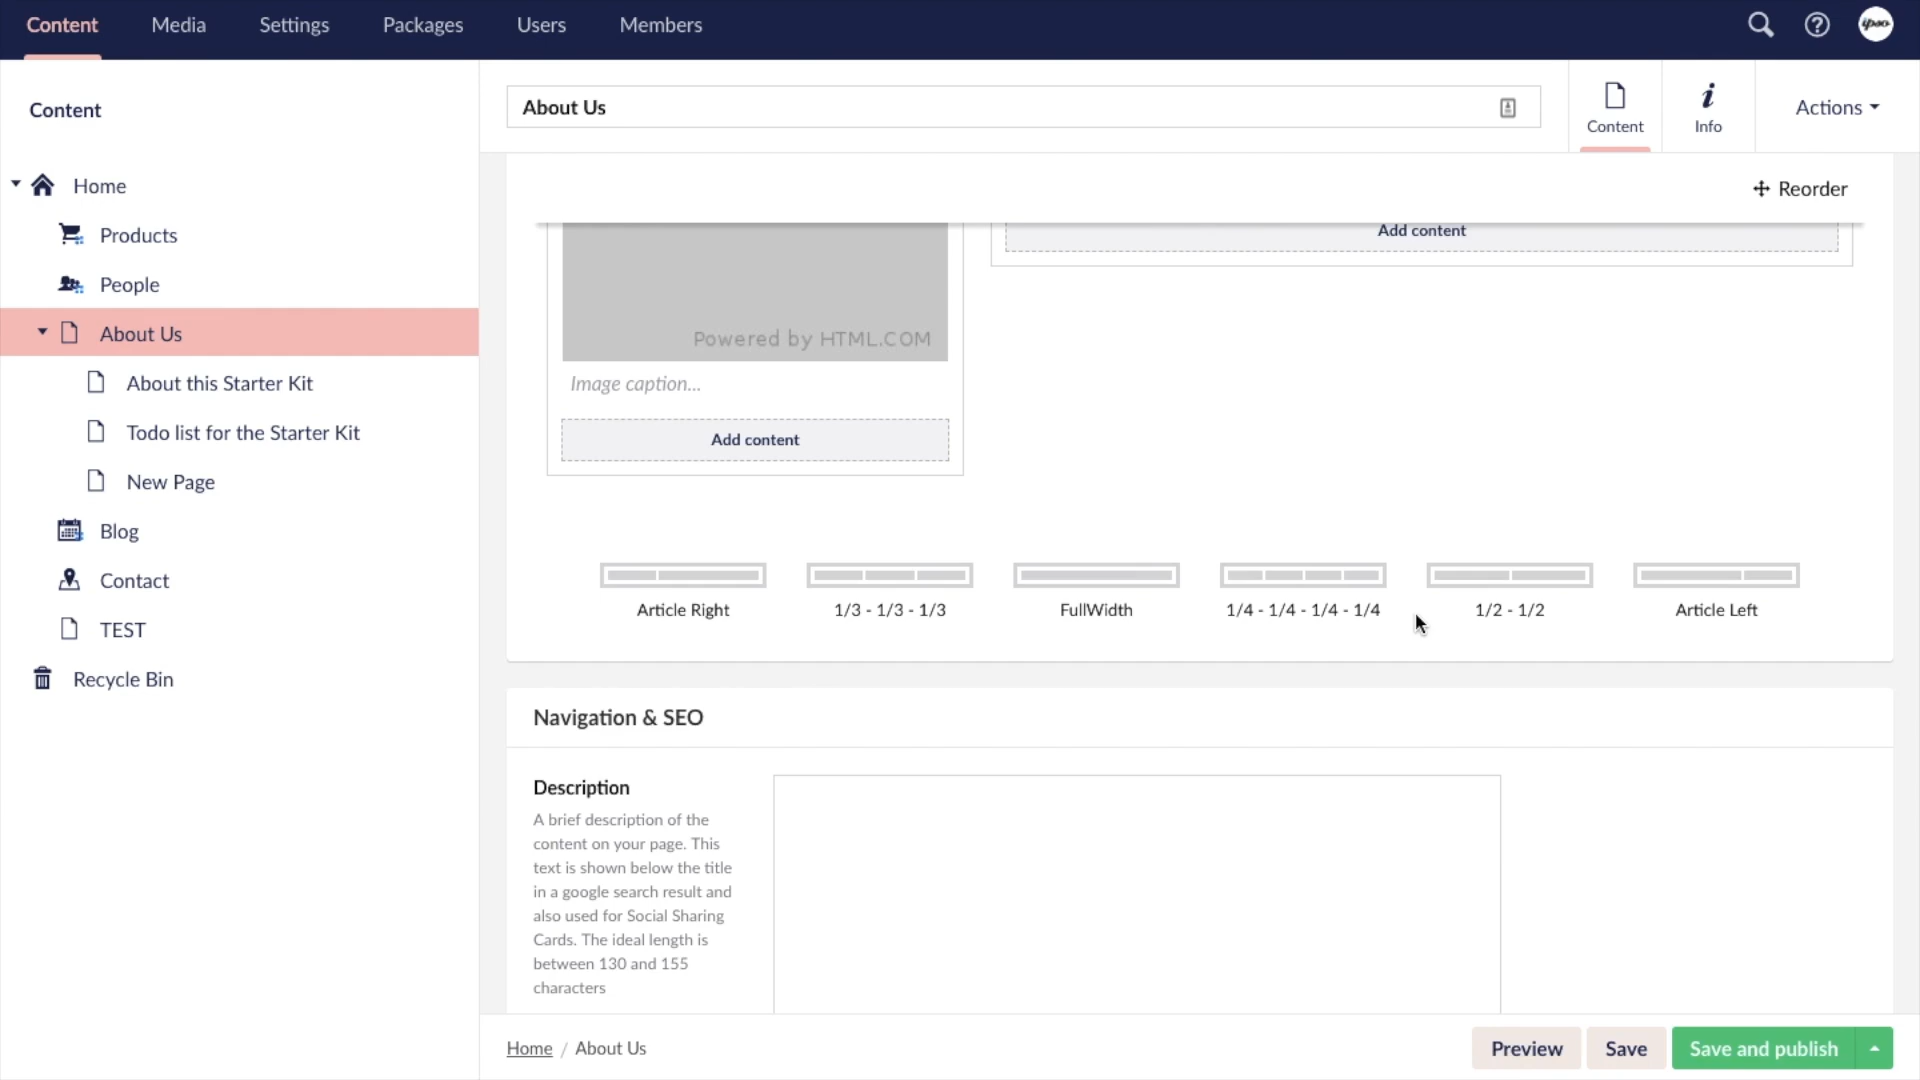 Content
Media
Settings
Packages
Users
Members
ipso
Content
Home
Products
People
About Us
About this Starter Kit
Todo list for the Starter Kit
New Page
Blog
Contact
TEST
Recycle Bin
About Us
Content
Info
Actions
Reorder
Add content
Powered by HTML.COM
Image caption...
Add content
Article Right
1/3 - 1/3 - 1/3
FullWidth
1/4 - 1/4 - 1/4 - 1/4
1/2 - 1/2
Article Left
Navigation & SEO
Description
A brief description of the
content on your page. This
text is shown below the title
in a google search result and
also used for Social Sharing
Cards. The ideal length is
between 130 and 155
characters
Home / About Us
Preview
Save
Save and publish